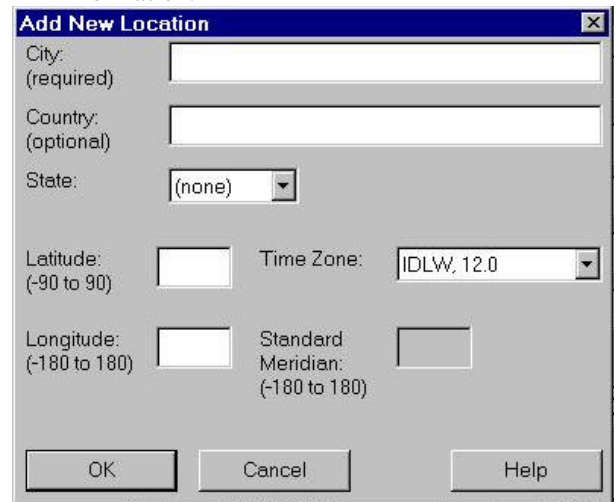 Add New Location
City:
(required)
Country:
(optional)
State:
(none)
Latitude:
(-90 to 90)
Time Zone:
IDLW, 12.0
Longitude:
(-180 to 180)
Standard
Meridian:
(-180 to 180)
OK
Cancel
Help